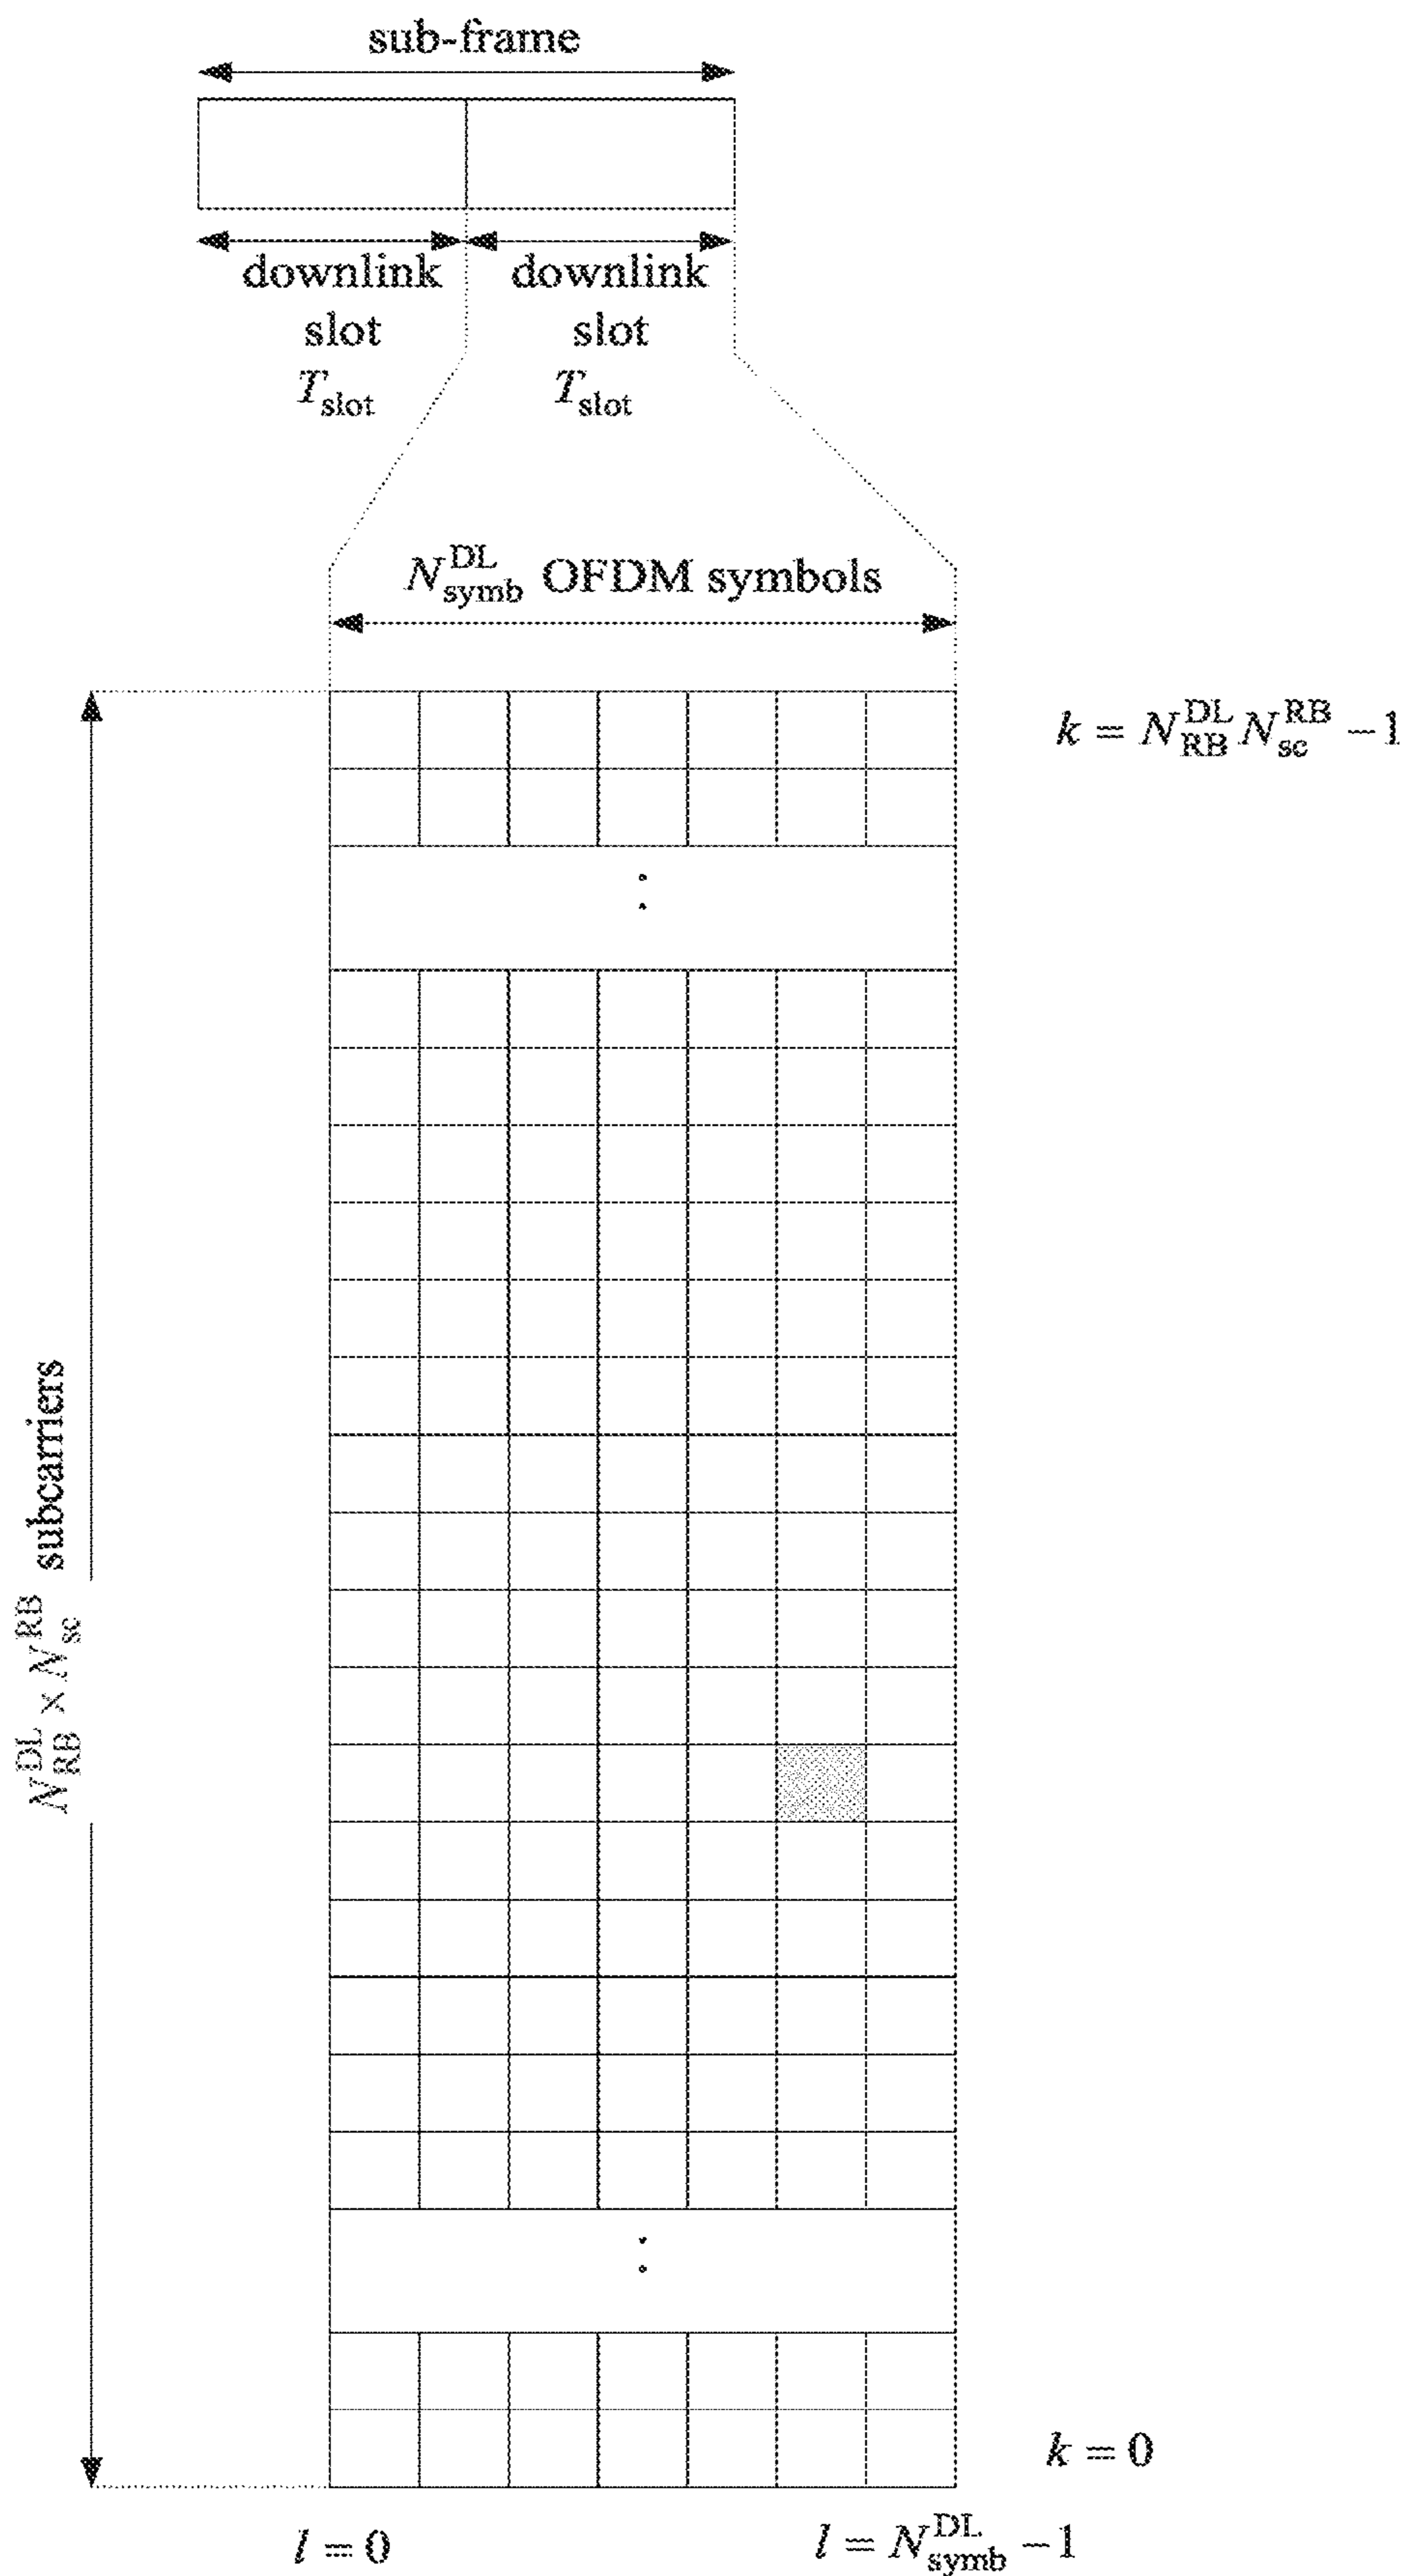 sub-frame
downlink downlink
slot slot
T_slot T_slot
N_symb^DL OFDM symbols
k = N_RB^DL N_sc^RB − 1
N_RB^DL × N_sc^RB subcarriers
k = 0
l = 0 l = N_symb^DL − 1